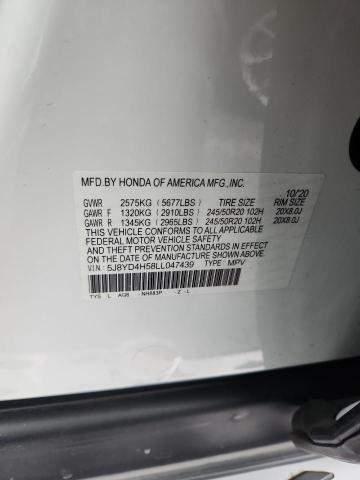 MFD.BY HONDA OF AMERICA MFG.,INC.
10/20
GVWR 2575KG (5677LBS) TIRE SIZE RIM SIZE
GAWR F 1320KG (2910LBS) 245/50R20 102H 20X8.0J
GAWR R 1345KG (2965LBS) 245/50R20 102H 20X8.0J
THIS VEHICLE CONFORMS TO ALL APPLICABLE
FEDERAL MOTOR VEHICLE SAFETY
AND THEFT PREVENTION STANDARDS IN
EFFECT ON THE DATE OF MANUFACTURE
SHOWN ABOVE.
V.I.N.: 5J8YD4H58LL047439 TYPE: MPV
TYS L AG6 NH883P -Z-L